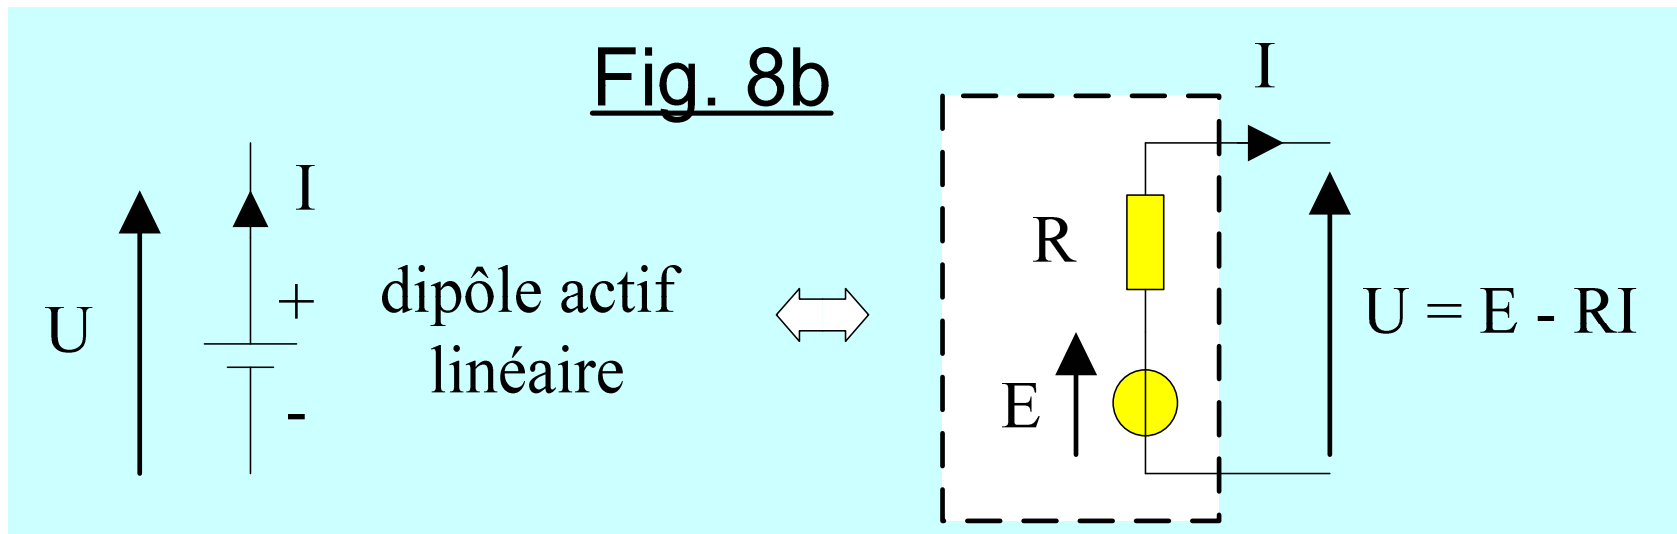 Fig. 8b
I
I
U
+
-
dipôle actif
linéaire
R
E
U = E - RI